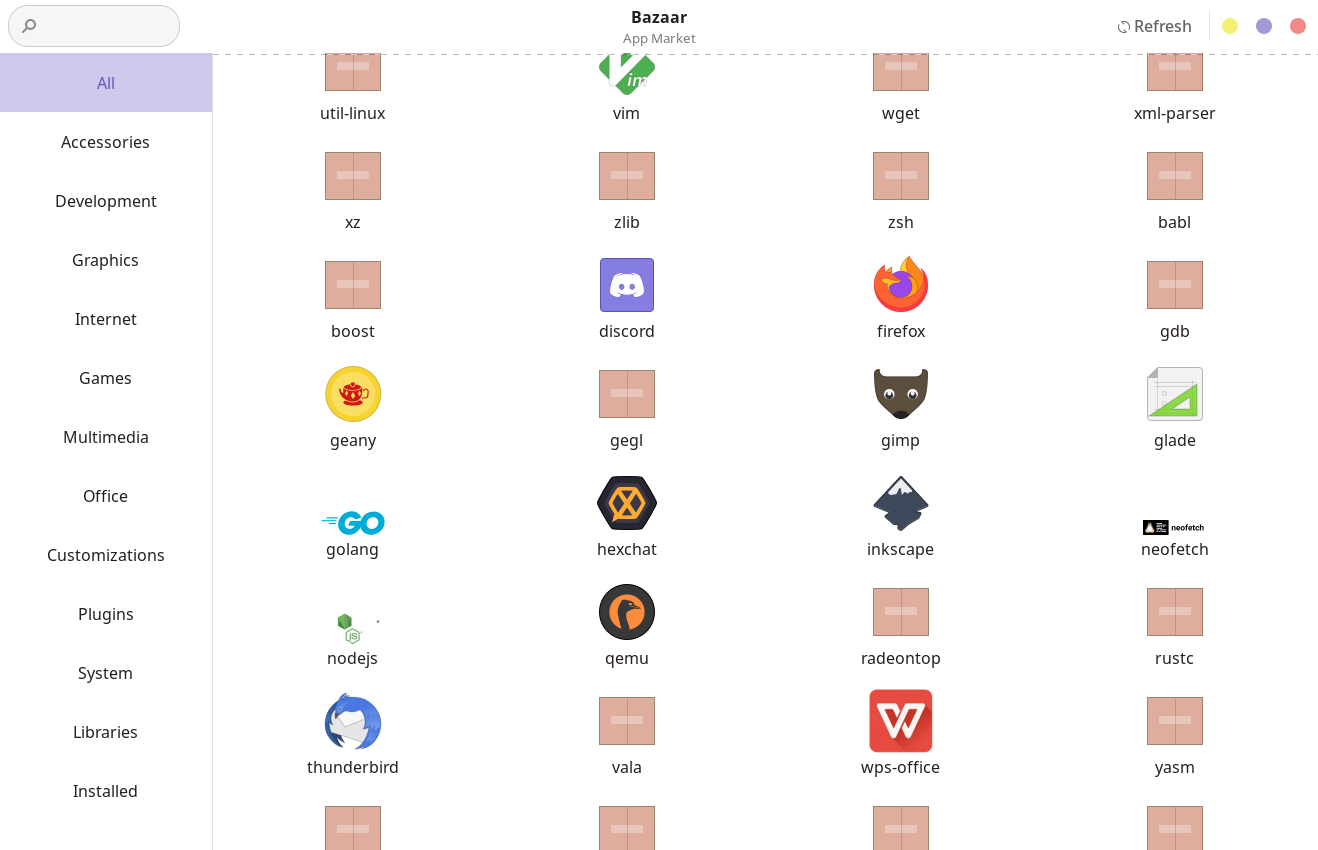 Bazaar
App Market
Refresh
All
Accessories
Development
Graphics
Internet
Games
Multimedia
Office
Customizations
Plugins
System
Libraries
Installed
im
util-linux vim wget xml-parser
xz zlib zsh babl
boost discord firefox gdb
geany gegl gimp glade
GO
neofetch
golang hexchat inkscape neofetch
JS
nodejs qemu radeontop rustc
W
thunderbird vala wps-office yasm